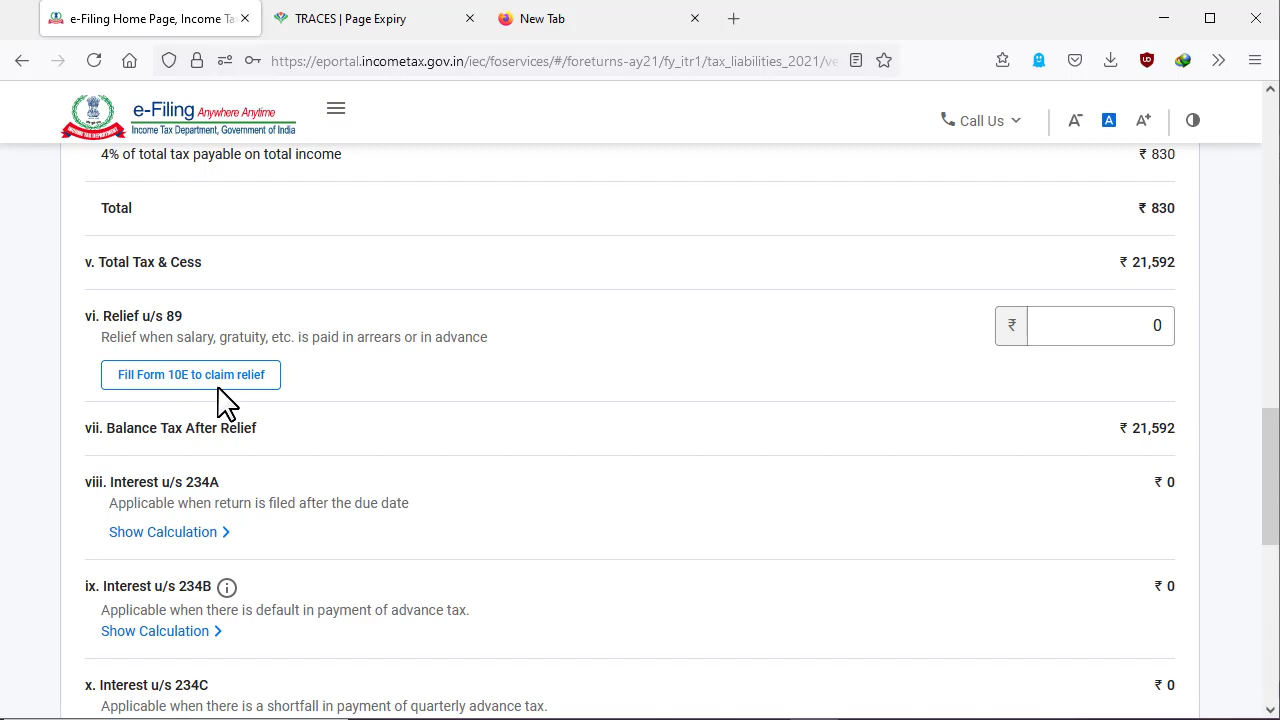 e-Filing Home Page, Income Ta
TRACES | Page Expiry
New Tab
https://eportal.incometax.gov.in/iec/foservices/#/foreturns-ay21/fy_itr1/tax_liabilities_2021/ve
e-Filing Anywhere Anytime
Income Tax Department, Government of India
Call Us
A-
A
A+
4% of total tax payable on total income
₹ 830
Total
₹ 830
v. Total Tax & Cess
₹ 21,592
vi. Relief u/s 89
Relief when salary, gratuity, etc. is paid in arrears or in advance
₹
0
Fill Form 10E to claim relief
vii. Balance Tax After Relief
₹ 21,592
viii. Interest u/s 234A
₹ 0
Applicable when return is filed after the due date
Show Calculation
ix. Interest u/s 234B
₹ 0
Applicable when there is default in payment of advance tax.
Show Calculation
x. Interest u/s 234C
₹ 0
Applicable when there is a shortfall in payment of quarterly advance tax.